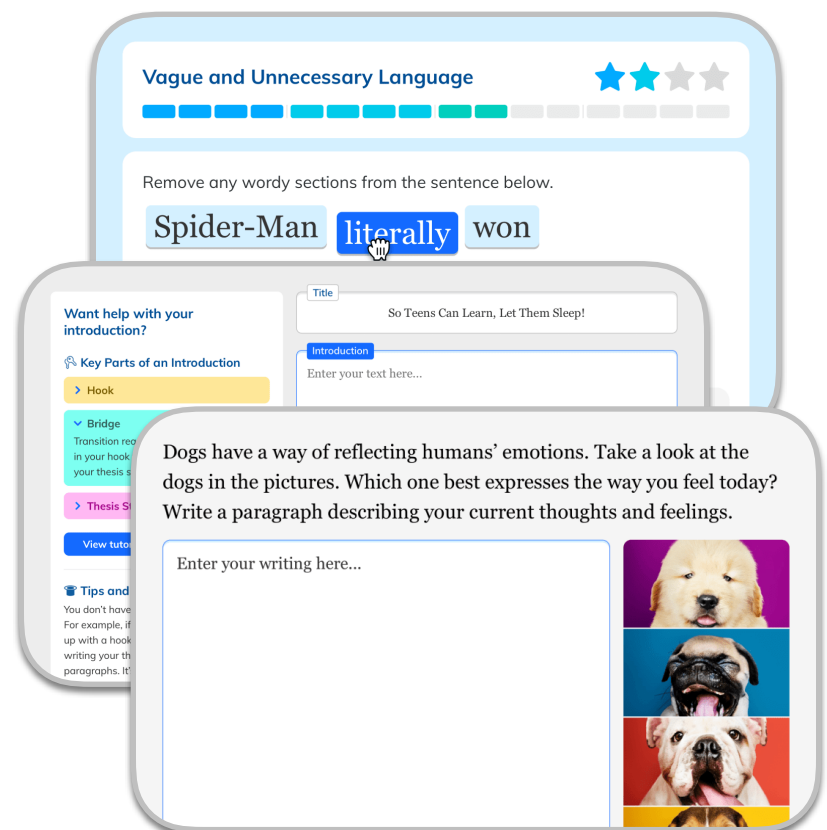 Vague and Unnecessary Language
Remove any wordy sections from the sentence below.
Spider-Man literally won
Want help with your
introduction?
Key Parts of an Introduction
Hook
Bridge
Transition
in your hook
your thesis
Thesis
View
Tips and
You don't have
For example, if
up with a hook
writing your
paragraphs. It'
Title
So Teens Can Learn, Let Them Sleep!
Introduction
Enter your text here...
Dogs have a way of reflecting humans' emotions. Take a look at the
dogs in the pictures. Which one best expresses the way you feel today?
Write a paragraph describing your current thoughts and feelings.
Enter your writing here...